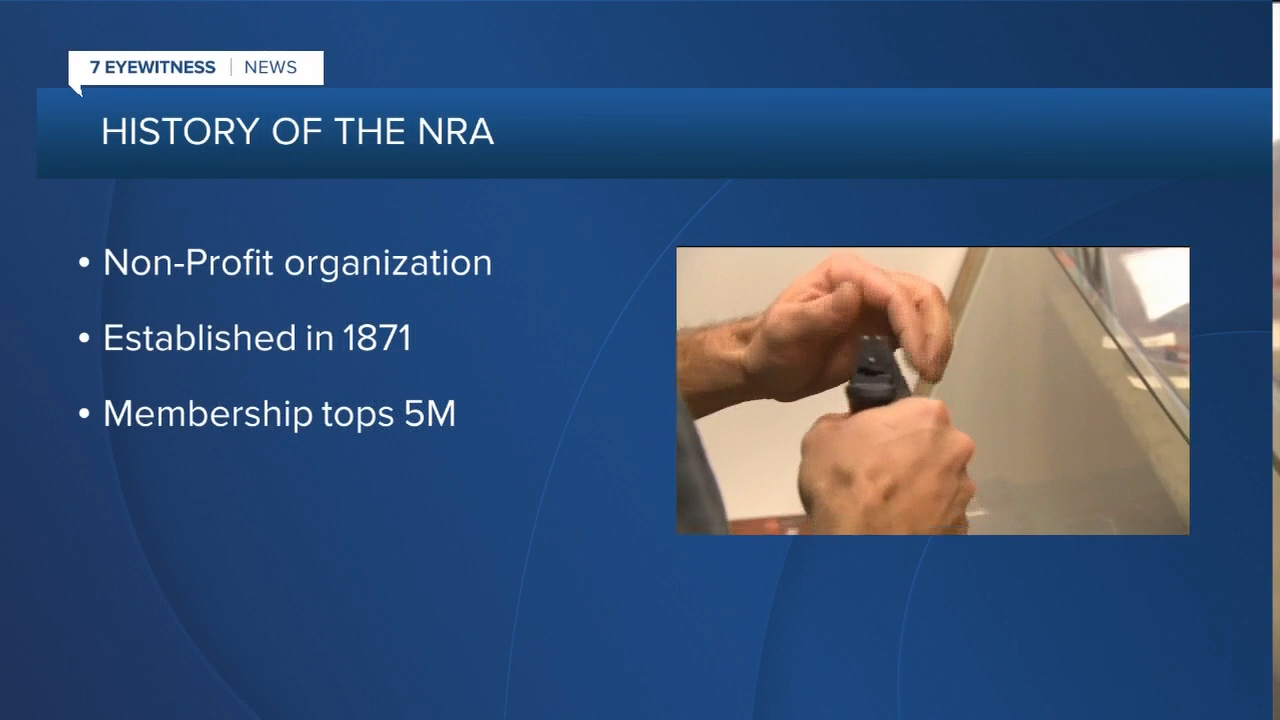 7 EYEWITNESS | NEWS
HISTORY OF THE NRA
• Non-Profit organization
• Established in 1871
• Membership tops 5M